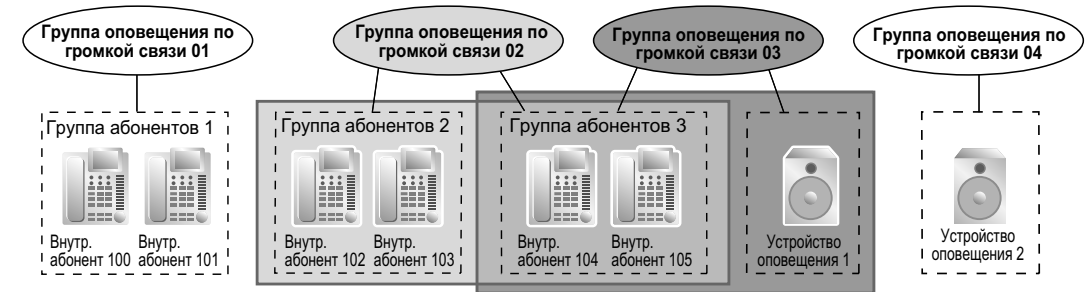 Группа оповещения по
громкой связи 01
Группа оповещения по
громкой связи 02
Группа оповещения по
громкой связи 03
Группа оповещения по
громкой связи 04
Группа абонентов 1
Группа абонентов 2
Группа абонентов 3
Внутр.
абонент 100
Внутр.
абонент 101
Внутр.
абонент 102
Внутр.
абонент 103
Внутр.
абонент 104
Внутр.
абонент 105
Устройство
оповещения 1
Устройство
оповещения 2